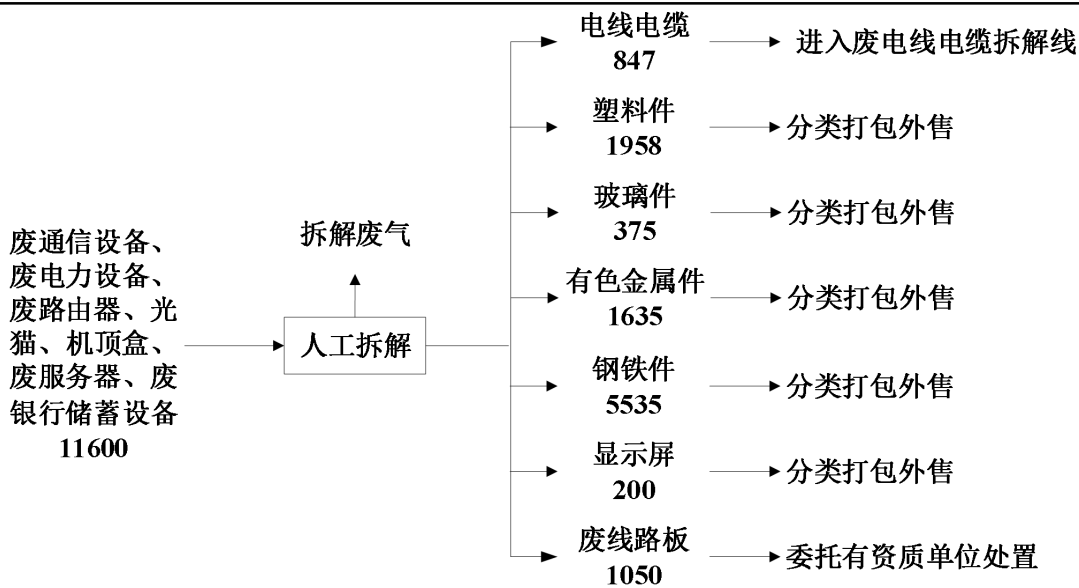 废通信设备、
废电力设备、
废路由器、光
猫、机顶盒、
废服务器、废
银行储蓄设备
11600
拆解废气
人工拆解
电线电缆
847
进入废电线电缆拆解线
塑料件
1958
分类打包外售
玻璃件
375
分类打包外售
有色金属件
1635
分类打包外售
钢铁件
5535
分类打包外售
显示屏
200
分类打包外售
废线路板
1050
委托有资质单位处置